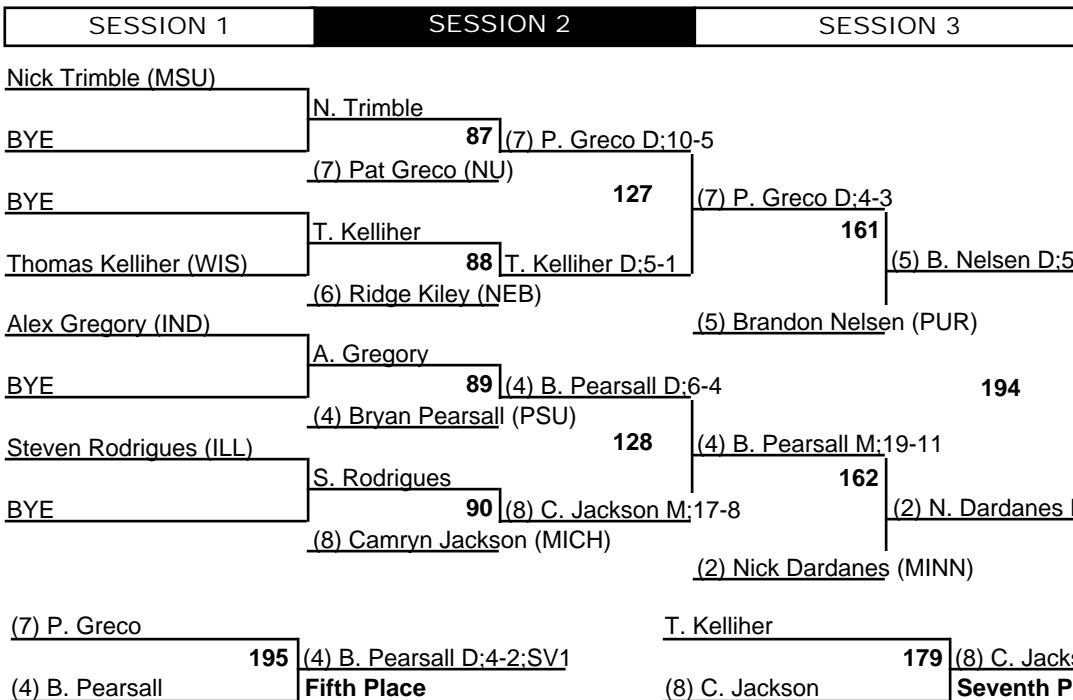 SESSION 1 SESSION 2 SESSION 3
Nick Trimble (MSU)
N. Trimble
BYE 87 (7) P. Greco D;10-5
(7) Pat Greco (NU)
127 (7) P. Greco D;4-3
BYE
T. Kelliher 161
Thomas Kelliher (WIS) 88 T. Kelliher D;5-1 (5) B. Nelsen D;5
(6) Ridge Kiley (NEB)
Alex Gregory (IND) (5) Brandon Nelsen (PUR)
A. Gregory
BYE 89 (4) B. Pearsall D;6-4 194
(4) Bryan Pearsall (PSU)
Steven Rodrigues (ILL) 128 (4) B. Pearsall M;19-11
S. Rodrigues 162
BYE 90 (8) C. Jackson M;17-8 (2) N. Dardanes
(8) Camryn Jackson (MICH)
(2) Nick Dardanes (MINN)
(7) P. Greco T. Kelliher
195 (4) B. Pearsall D;4-2;SV1 179 (8) C. Jacks
(4) B. Pearsall Fifth Place (8) C. Jackson Seventh P